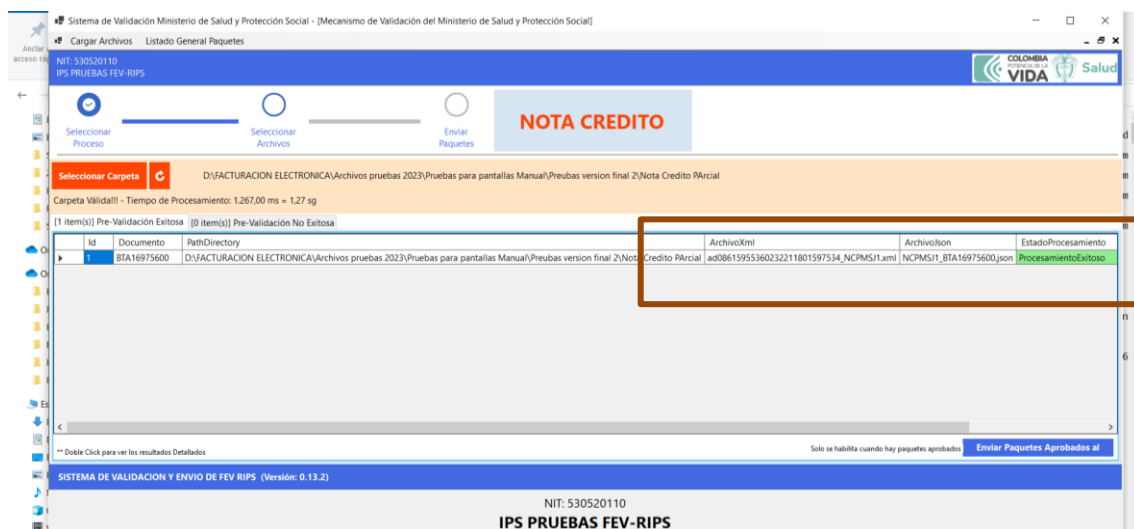 Sistema de Validación Ministerio de Salud y Protección Social - [Mecanismo de Validación del Ministerio de Salud y Protección Social]
Cargar Archivos Listado General Paquetes
Anclar
acceso ráp
NIT: 530520110
IPS PRUEBAS FEV-RIPS
COLOMBIA
POTENCIA DE LA
VIDA
Salud
Seleccionar
Proceso
Seleccionar
Archivos
Enviar
Paquetes
NOTA CREDITO
Seleccionar Carpeta
D:\FACTURACION ELECTRONICA\Archivos pruebas 2023\Pruebas para pantallas Manual\Preubas version final 2\Nota Credito PArcial
Carpeta Válida!!! - Tiempo de Procesamiento: 1.267,00 ms = 1,27 sg
[1 item(s)] Pre-Validación Exitosa [0 item(s)] Pre-Validación No Exitosa
Id Documento PathDirectory ArchivoXml ArchivoJson EstadoProcesamiento
1 BTA16975600 D:\FACTURACION ELECTRONICA\Archivos pruebas 2023\Pruebas para pantallas Manual\Preubas version final 2\Nota Credito PArcial ad08615955360232211801597534_NCPMSJ1.xml NCPMSJ1_BTA16975600.json ProcesamientoExitoso
** Doble Click para ver los resultados Detallados
Solo se habilita cuando hay paquetes aprobados
Enviar Paquetes Aprobados al
SISTEMA DE VALIDACION Y ENVIO DE FEV RIPS (Versión: 0.13.2)
NIT: 530520110
IPS PRUEBAS FEV-RIPS